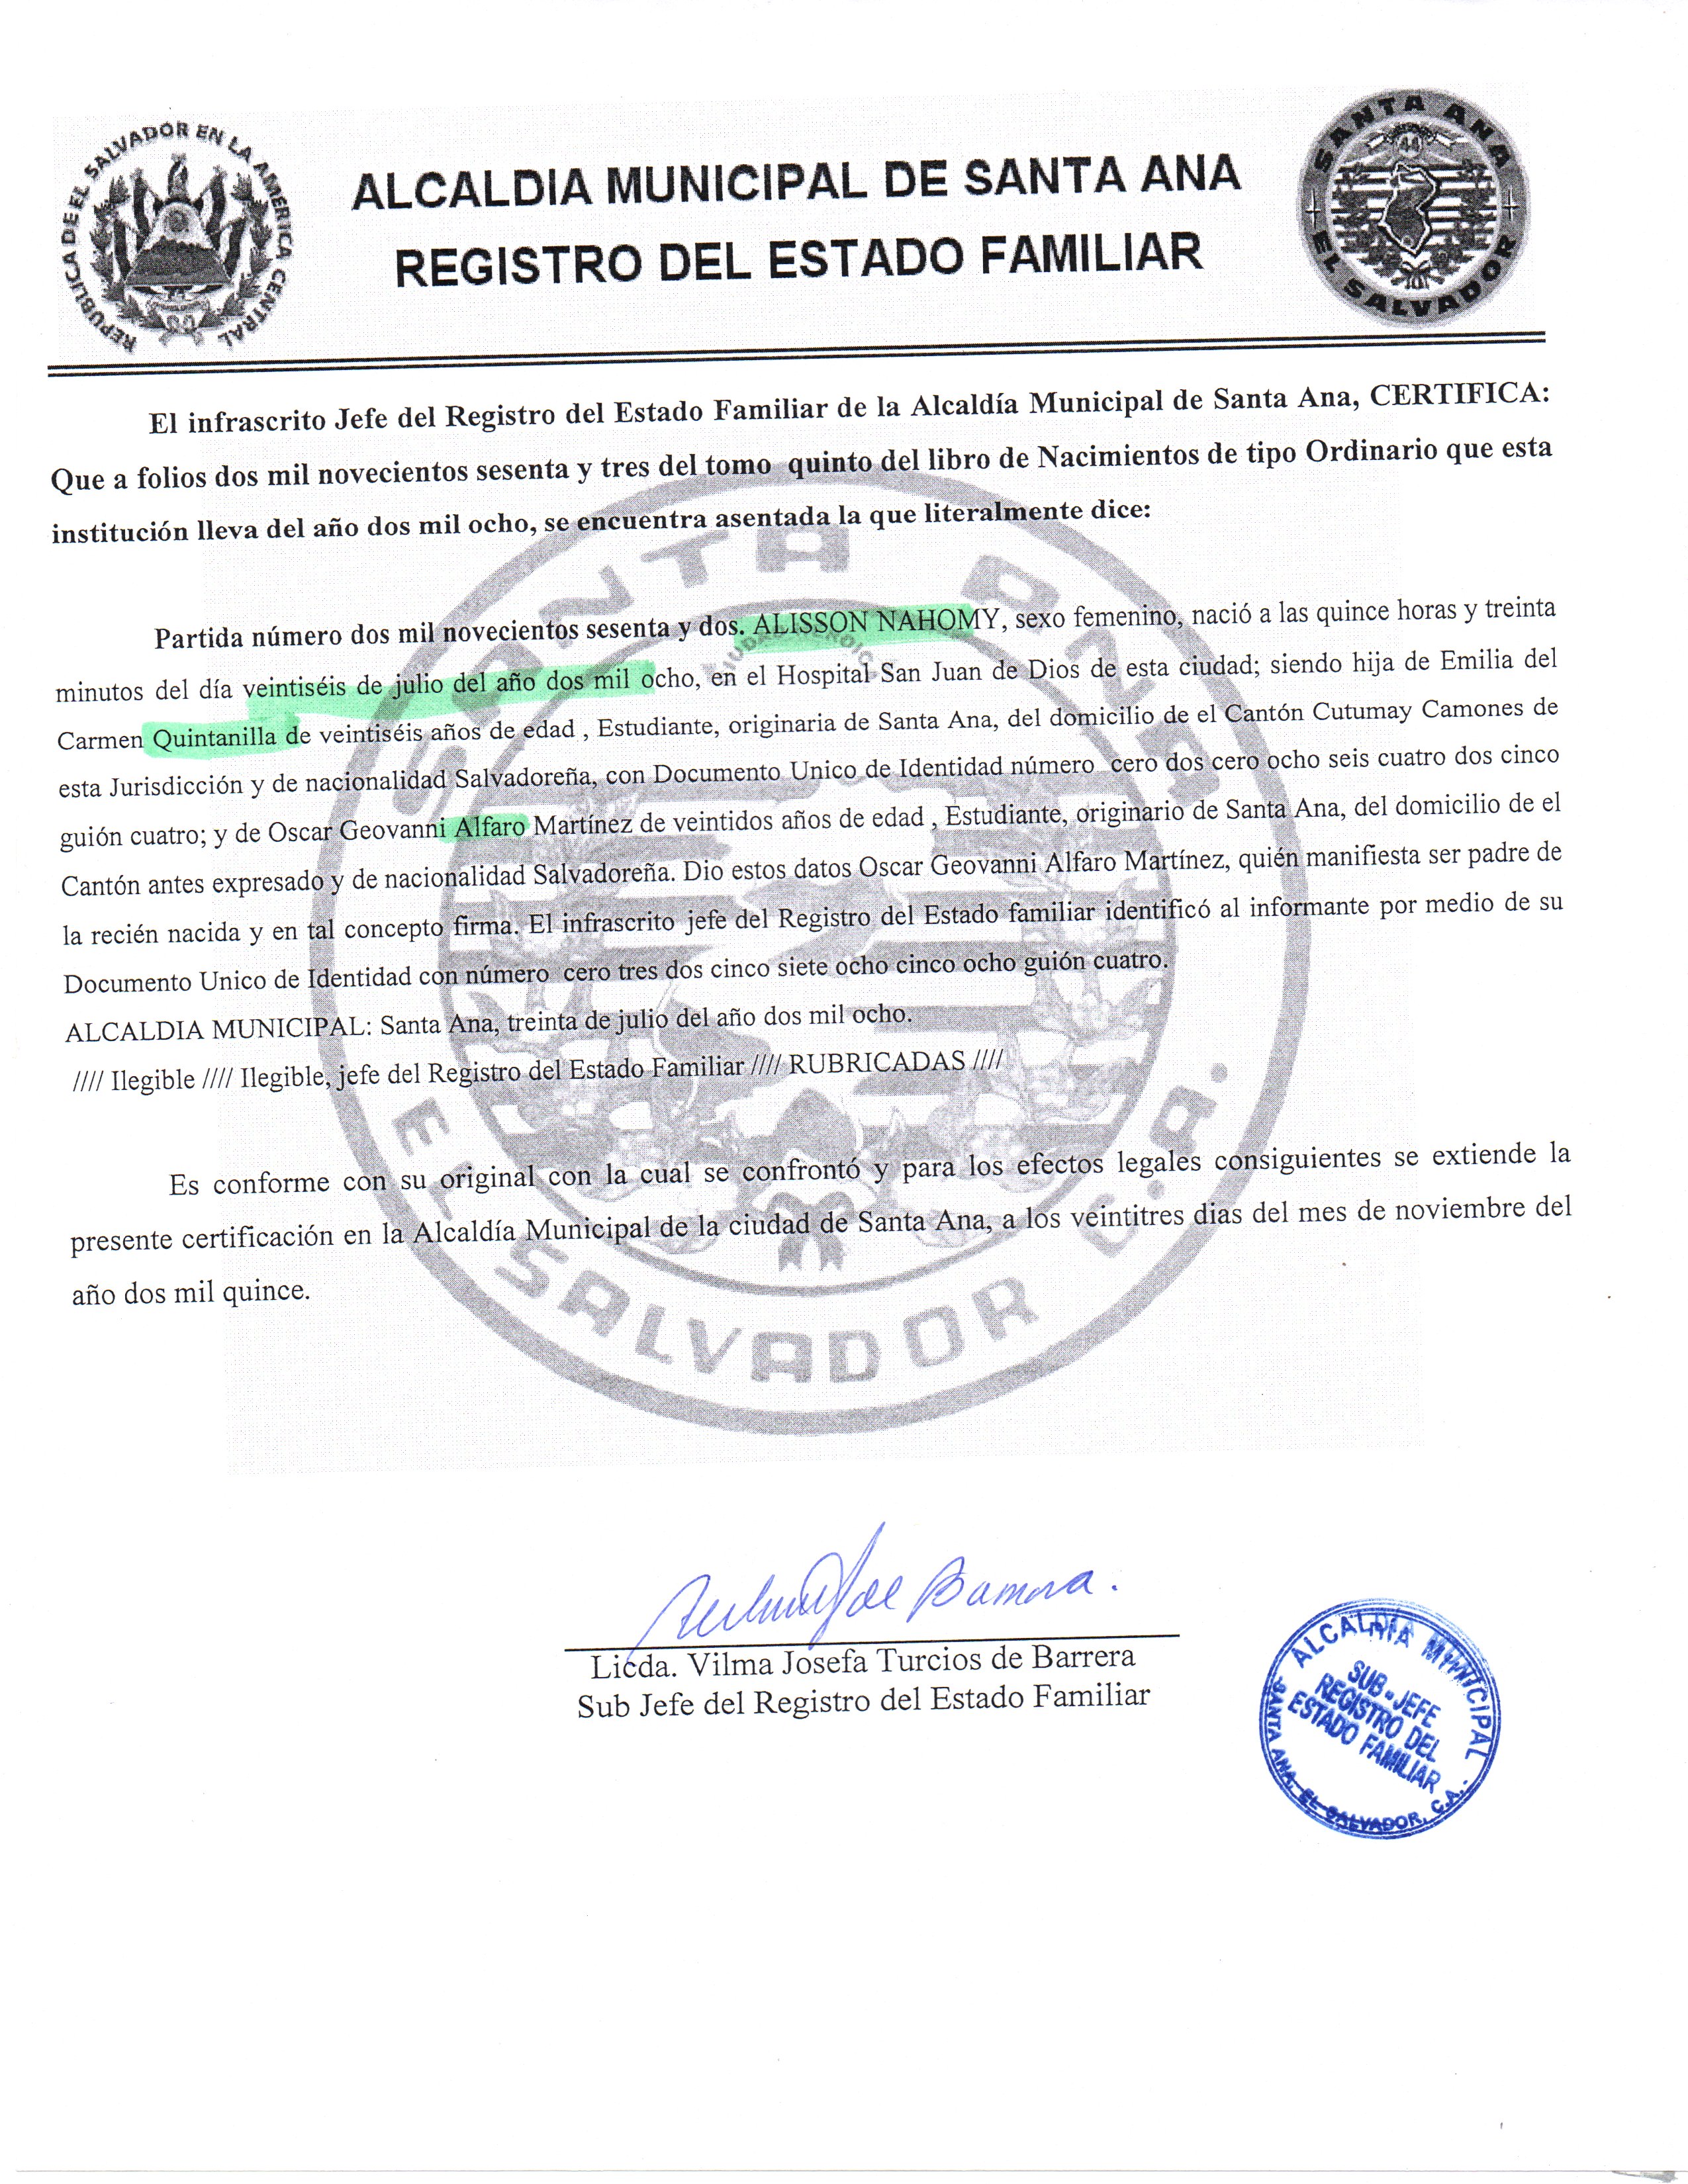 REPUBLICA DE EL SALVADOR EN LA AMERICA CENTRAL
SANTA ANA
EL SALVADOR
ALCALDIA MUNICIPAL DE SANTA ANA
REGISTRO DEL ESTADO FAMILIAR
El infrascrito Jefe del Registro del Estado Familiar de la Alcaldía Municipal de Santa Ana, CERTIFICA:
Que a folios dos mil novecientos sesenta y tres del tomo quinto del libro de Nacimientos de tipo Ordinario que esta
institución lleva del año dos mil ocho, se encuentra asentada la que literalmente dice:
Partida número dos mil novecientos sesenta y dos. ALISSON NAHOMY, sexo femenino, nació a las quince horas y treinta
minutos del día veintiséis de julio del año dos mil ocho, en el Hospital San Juan de Dios de esta ciudad; siendo hija de Emilia del
Carmen Quintanilla de veintiséis años de edad , Estudiante, originaria de Santa Ana, del domicilio de el Cantón Cutumay Camones de
esta Jurisdicción y de nacionalidad Salvadoreña, con Documento Unico de Identidad número cero dos cero ocho seis cuatro dos cinco
guión cuatro; y de Oscar Geovanni Alfaro Martínez de veintidos años de edad , Estudiante, originario de Santa Ana, del domicilio de el
Cantón antes expresado y de nacionalidad Salvadoreña. Dio estos datos Oscar Geovanni Alfaro Martínez, quién manifiesta ser padre de
la recién nacida y en tal concepto firma. El infrascrito jefe del Registro del Estado familiar identificó al informante por medio de su
Documento Unico de Identidad con número cero tres dos cinco siete ocho cinco ocho guión cuatro.
ALCALDIA MUNICIPAL: Santa Ana, treinta de julio del año dos mil ocho.
//// Ilegible //// Ilegible, jefe del Registro del Estado Familiar //// RUBRICADAS ////
Es conforme con su original con la cual se confrontó y para los efectos legales consiguientes se extiende la
presente certificación en la Alcaldía Municipal de la ciudad de Santa Ana, a los veintitres dias del mes de noviembre del
año dos mil quince.
SANTA ANA
EL SALVADOR C.A.
Licda. Vilma Josefa Turcios de Barrera
Sub Jefe del Registro del Estado Familiar
ALCALDÍA MUNICIPAL
SUB-JEFE
REGISTRO DEL
ESTADO FAMILIAR
SANTA ANA, EL SALVADOR, C.A.